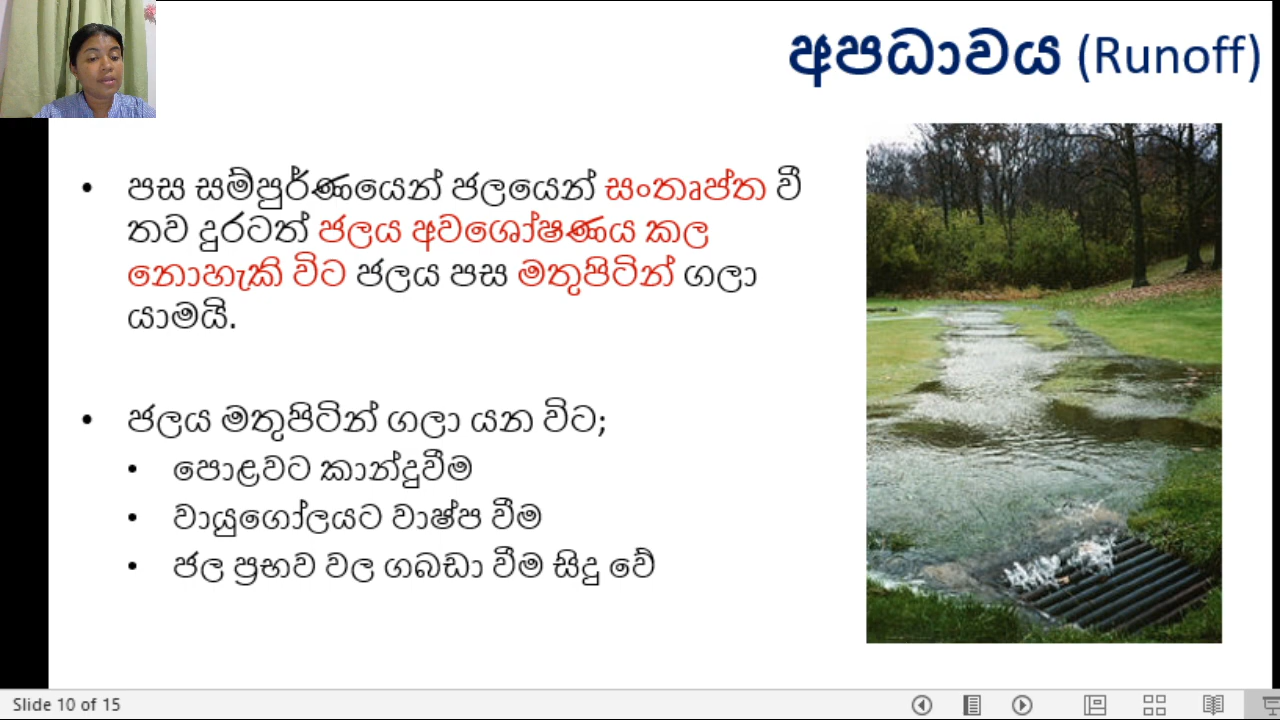 අපධාවය (Runoff)
• පස සම්පුර්ණයෙන් ජලයෙන් සංතෘප්ත වී
තව දුරටත් ජලය අවශෝෂණය කල
නොහැකි විට ජලය පස මතුපිටින් ගලා
යාමයි.
• ජලය මතුපිටින් ගලා යන විට;
• පොළවට කාන්දුවීම
• වායුගෝලයට වාෂ්ප වීම
• ජල ප්‍රභව වල ගබඩා වීම සිදු වේ
Slide 10 of 15